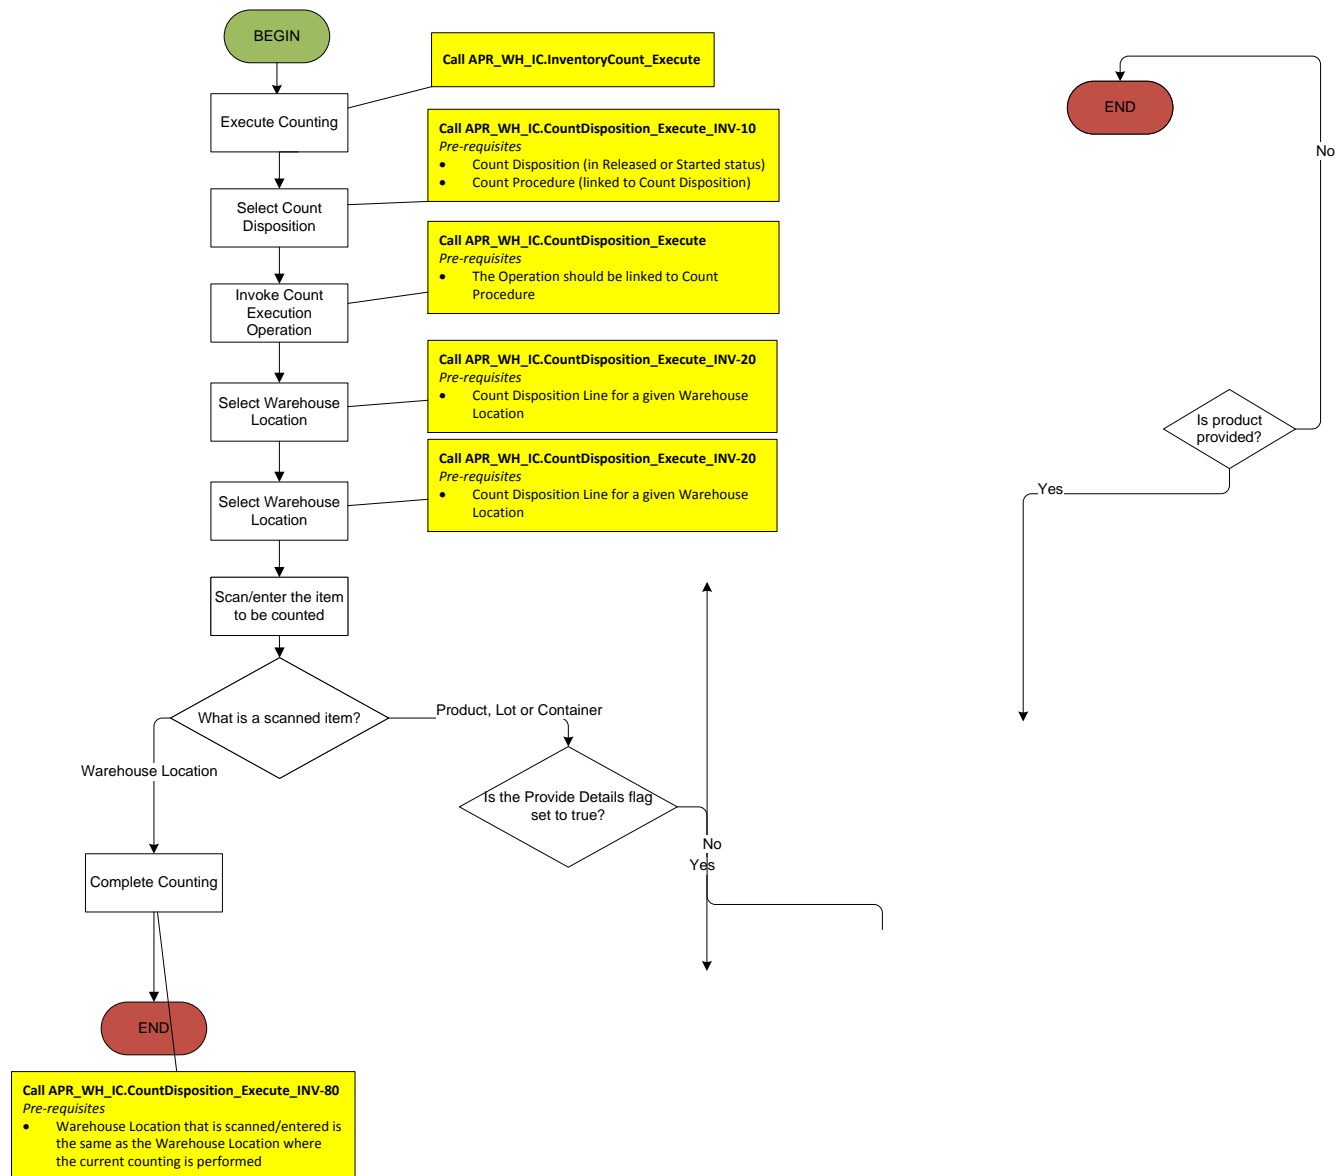 BEGIN
Call APR_WH_IC.InventoryCount_Execute
Execute Counting
Call APR_WH_IC.CountDisposition_Execute_INV-10
Pre-requisites
• Count Disposition (in Released or Started status)
• Count Procedure (linked to Count Disposition)
Select Count
Disposition
Call APR_WH_IC.CountDisposition_Execute
Pre-requisites
• The Operation should be linked to Count
Procedure
Invoke Count
Execution
Operation
Call APR_WH_IC.CountDisposition_Execute_INV-20
Pre-requisites
• Count Disposition Line for a given Warehouse
Location
Select Warehouse
Location
Call APR_WH_IC.CountDisposition_Execute_INV-20
Pre-requisites
• Count Disposition Line for a given Warehouse
Location
Select Warehouse
Location
Scan/enter the item
to be counted
What is a scanned item?
Product, Lot or Container
Warehouse Location
Is the Provide Details flag
set to true?
No
Yes
Complete Counting
END
Call APR_WH_IC.CountDisposition_Execute_INV-80
Pre-requisites
• Warehouse Location that is scanned/entered is
the same as the Warehouse Location where
the current counting is performed
END
No
Is product
provided?
Yes